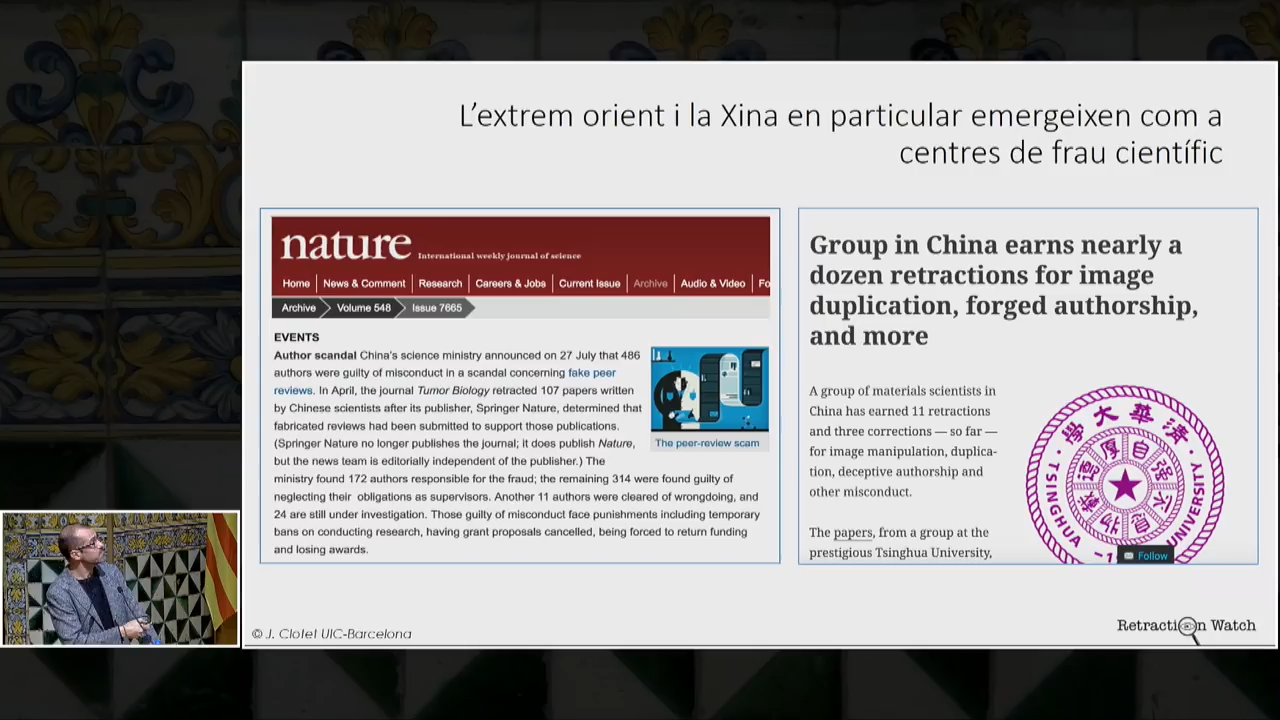 L'extrem orient i la Xina en particular emergeixen com a
centres de frau científic
nature International weekly journal of science
Home News & Comment Research Careers & Jobs Current Issue Archive Audio & Video Fo
Archive Volume 548 Issue 7665
EVENTS
Author scandal China's science ministry announced on 27 July that 486
authors were guilty of misconduct in a scandal concerning fake peer
reviews. In April, the journal Tumor Biology retracted 107 papers written
by Chinese scientists after its publisher, Springer Nature, determined that
fabricated reviews had been submitted to support those publications.
(Springer Nature no longer publishes the journal; it does publish Nature,
but the news team is editorially independent of the publisher.) The
ministry found 172 authors responsible for the fraud; the remaining 314 were found guilty of
neglecting their obligations as supervisors. Another 11 authors were cleared of wrongdoing, and
24 are still under investigation. Those guilty of misconduct face punishments including temporary
bans on conducting research, having grant proposals cancelled, being forced to return funding
and losing awards.
The peer-review scam
Group in China earns nearly a
dozen retractions for image
duplication, forged authorship,
and more
A group of materials scientists in
China has earned 11 retractions
and three corrections — so far —
for image manipulation, duplica-
tion, deceptive authorship and
other misconduct.
The papers, from a group at the
prestigious Tsinghua University,
學大華清
TSINGHUA UNIVERSITY
Follow
© J. Clotet UIC-Barcelona
Retraction Watch